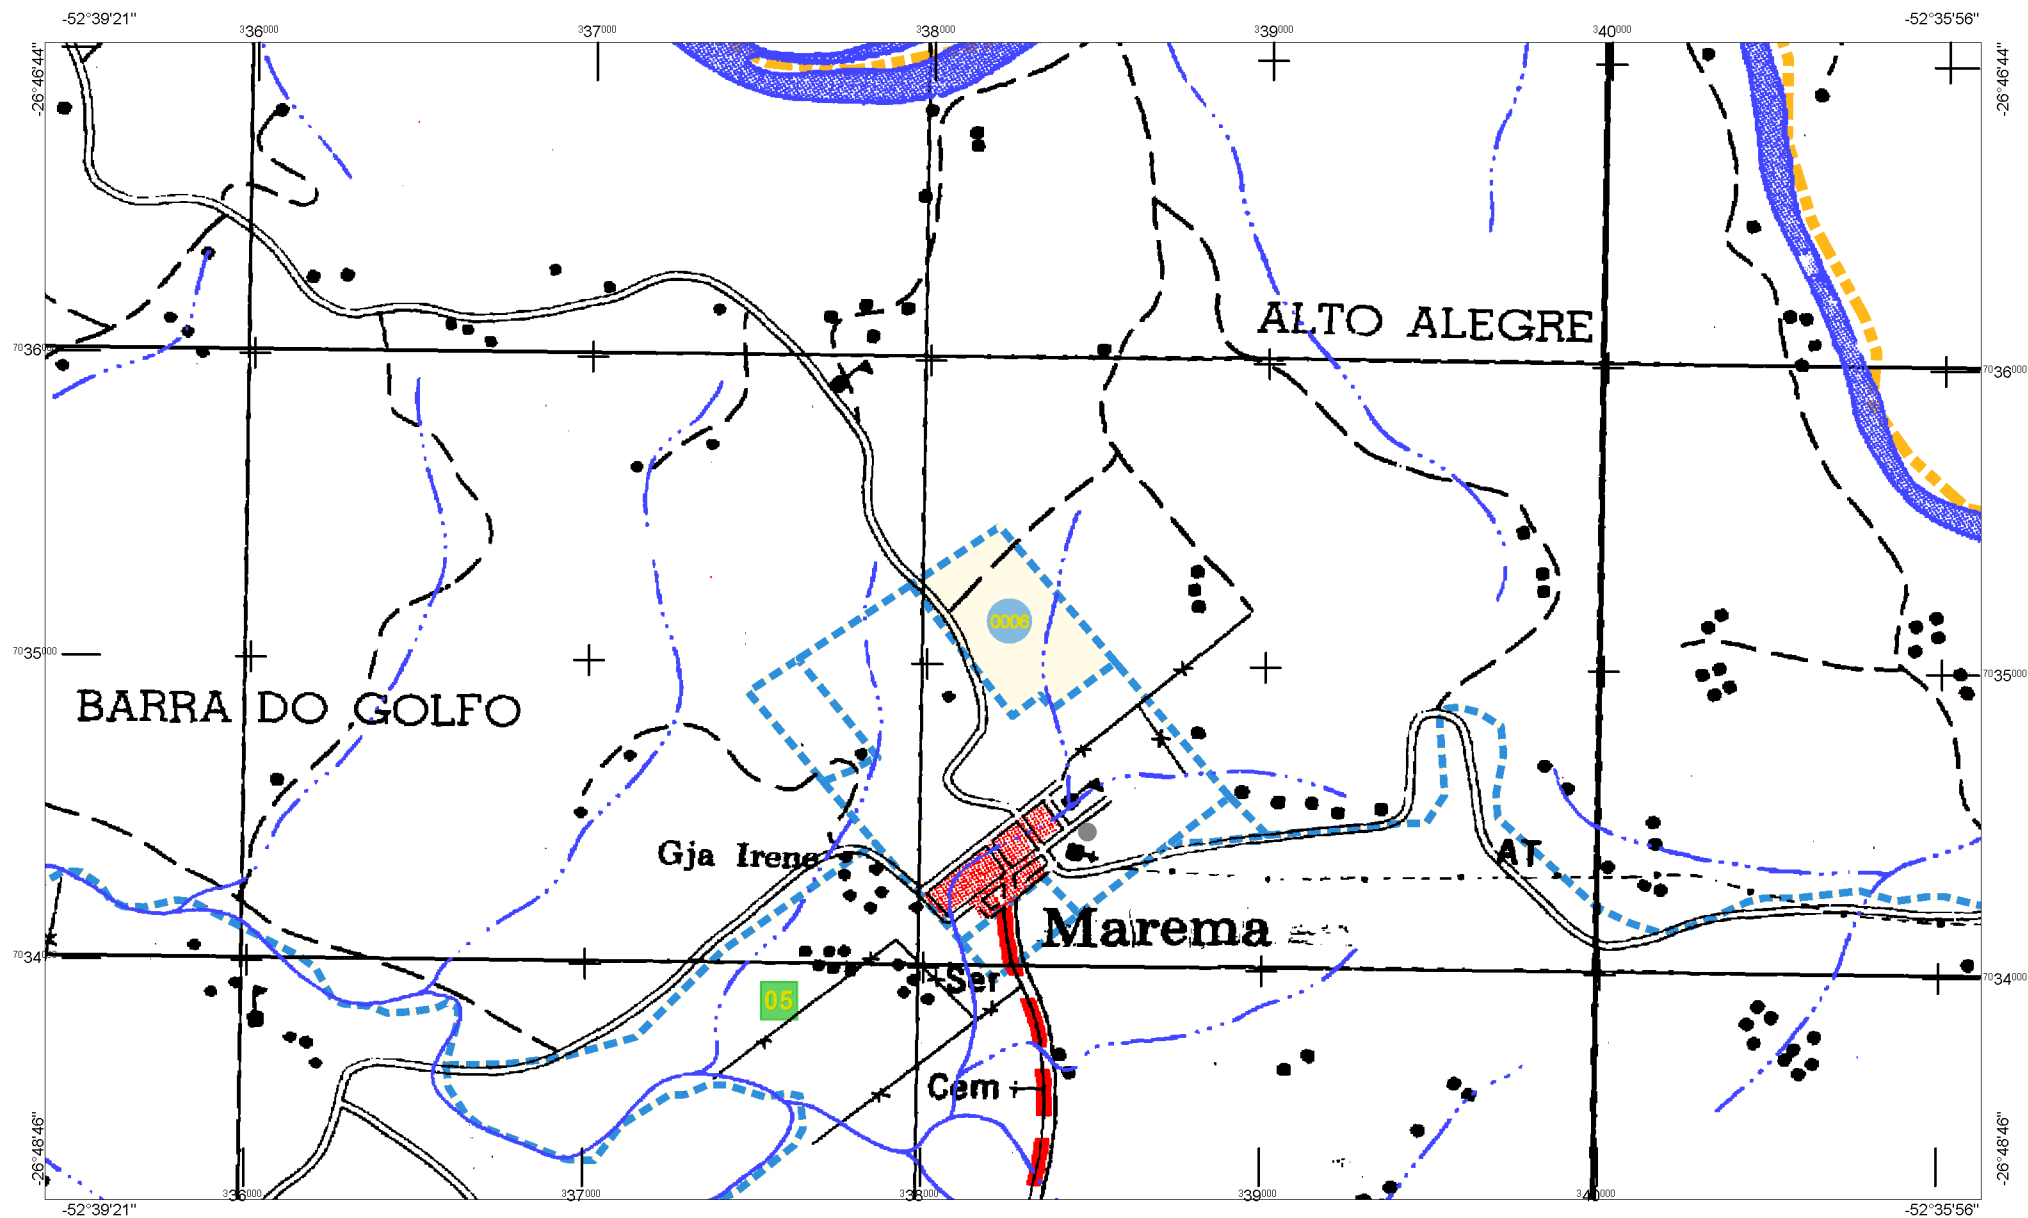 -52°39'21" -52°35'56"
336000 337000 338000 339000 340000
-26°46'44" -26°46'44"
ALTO ALEGRE
7036000 7036000
0006
7035000 7035000
BARRA DO GOLFO
Gja Irene AT
Marema
7034000 7034000
Ser
05
Cem
-26°48'46" -26°48'46"
336000 337000 338000 339000 340000
-52°39'21" -52°35'56"